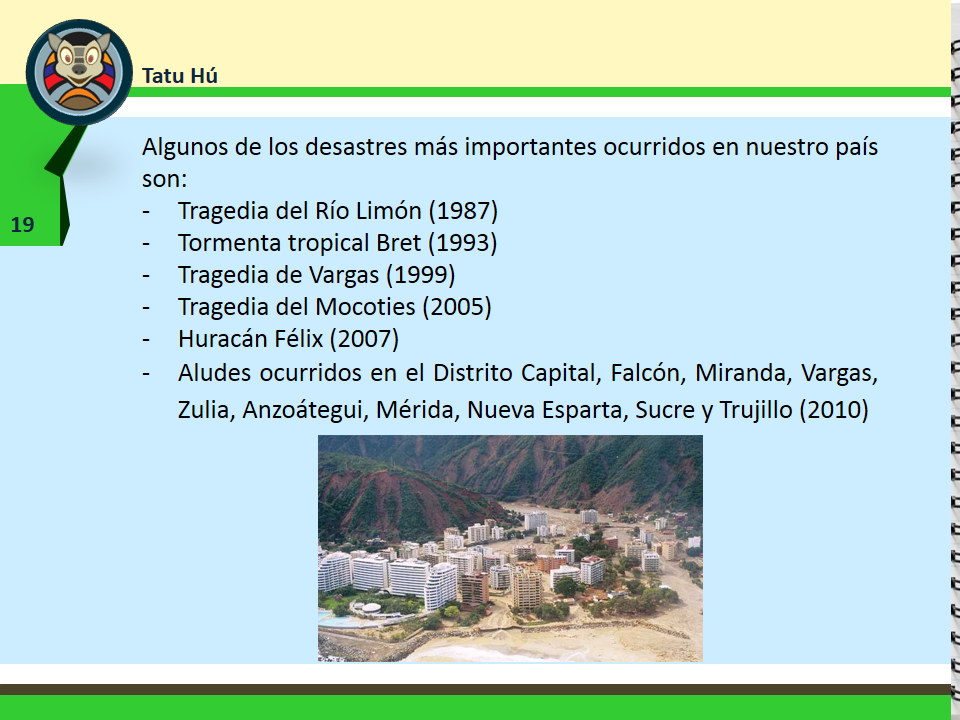 Tatu Hú
Algunos de los desastres más importantes ocurridos en nuestro país
son:
- Tragedia del Río Limón (1987)
19
- Tormenta tropical Bret (1993)
- Tragedia de Vargas (1999)
- Tragedia del Mocoties (2005)
- Huracán Félix (2007)
- Aludes ocurridos en el Distrito Capital, Falcón, Miranda, Vargas,
Zulia, Anzoátegui, Mérida, Nueva Esparta, Sucre y Trujillo (2010)